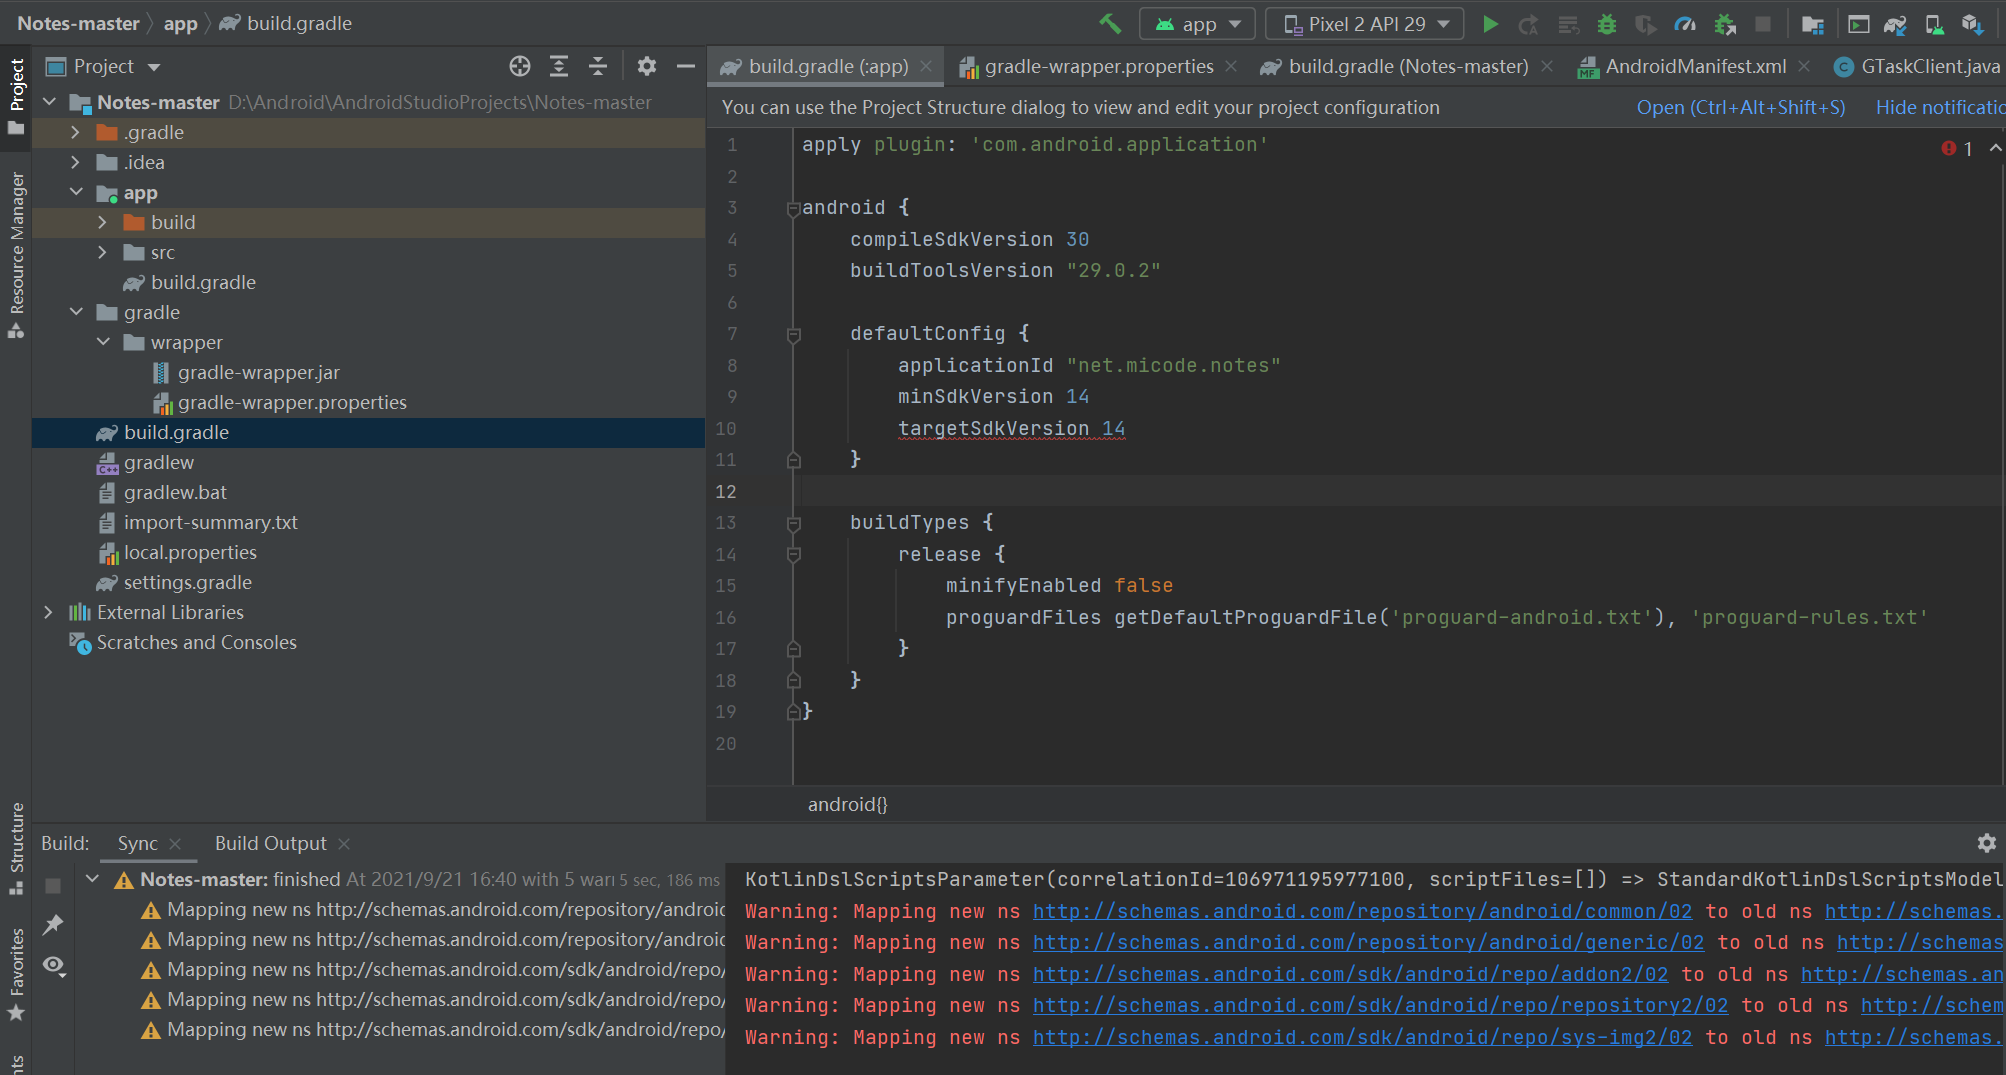 Notes-master
app
build.gradle
app
Pixel 2 API 29
Project
Resource Manager
Structure
Favorites
Project
Notes-master D:\Android\AndroidStudioProjects\Notes-master
.gradle
.idea
app
build
src
build.gradle
gradle
wrapper
gradle-wrapper.jar
gradle-wrapper.properties
build.gradle
gradlew
gradlew.bat
import-summary.txt
local.properties
settings.gradle
External Libraries
Scratches and Consoles
build.gradle (:app)
gradle-wrapper.properties
build.gradle (Notes-master)
AndroidManifest.xml
GTaskClient.java
You can use the Project Structure dialog to view and edit your project configuration
Open (Ctrl+Alt+Shift+S)
Hide notificatio
1
1 apply plugin: 'com.android.application'
2
3 android {
4 compileSdkVersion 30
5 buildToolsVersion "29.0.2"
6
7 defaultConfig {
8 applicationId "net.micode.notes"
9 minSdkVersion 14
10 targetSdkVersion 14
11 }
12
13 buildTypes {
14 release {
15 minifyEnabled false
16 proguardFiles getDefaultProguardFile('proguard-android.txt'), 'proguard-rules.txt'
17 }
18 }
19 }
20
android{}
Build:
Sync
Build Output
Notes-master: finished At 2021/9/21 16:40 with 5 warı 5 sec, 186 ms
Mapping new ns http://schemas.android.com/repository/androic
Mapping new ns http://schemas.android.com/repository/androic
Mapping new ns http://schemas.android.com/sdk/android/repo/
Mapping new ns http://schemas.android.com/sdk/android/repo/
Mapping new ns http://schemas.android.com/sdk/android/repo/
KotlinDslScriptsParameter(correlationId=106971195977100, scriptFiles=[]) => StandardKotlinDslScriptsModel
Warning: Mapping new ns http://schemas.android.com/repository/android/common/02 to old ns http://schemas.
Warning: Mapping new ns http://schemas.android.com/repository/android/generic/02 to old ns http://schemas
Warning: Mapping new ns http://schemas.android.com/sdk/android/repo/addon2/02 to old ns http://schemas.an
Warning: Mapping new ns http://schemas.android.com/sdk/android/repo/repository2/02 to old ns http://schem
Warning: Mapping new ns http://schemas.android.com/sdk/android/repo/sys-img2/02 to old ns http://schemas.